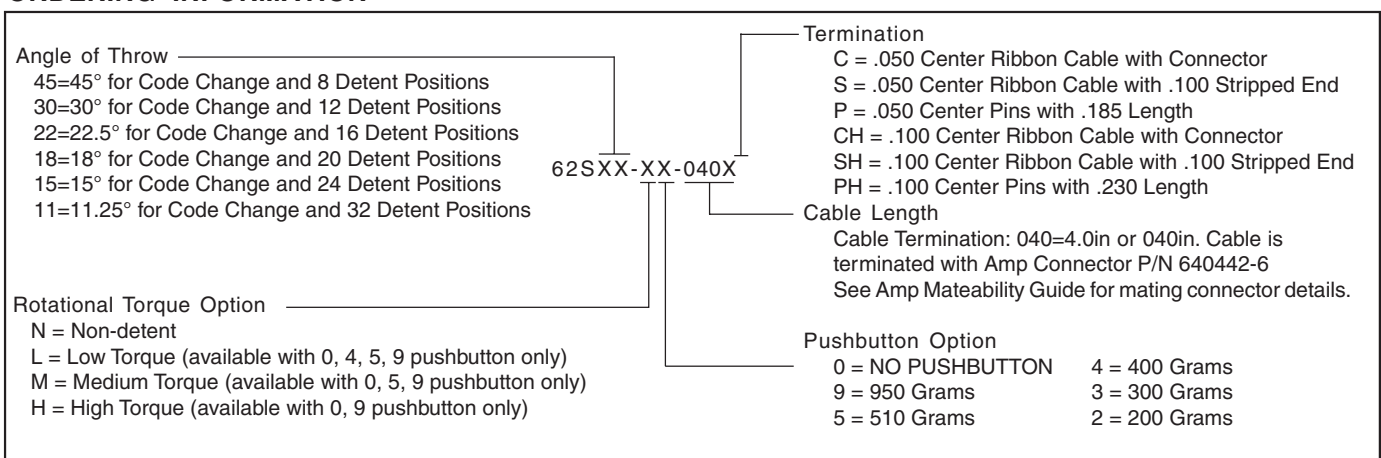 Angle of Throw
45=45° for Code Change and 8 Detent Positions
30=30° for Code Change and 12 Detent Positions
22=22.5° for Code Change and 16 Detent Positions
18=18° for Code Change and 20 Detent Positions
15=15° for Code Change and 24 Detent Positions
11=11.25° for Code Change and 32 Detent Positions
Rotational Torque Option
N = Non-detent
L = Low Torque (available with 0, 4, 5, 9 pushbutton only)
M = Medium Torque (available with 0, 5, 9 pushbutton only)
H = High Torque (available with 0, 9 pushbutton only)
62SXX-XX-040X
Termination
C = .050 Center Ribbon Cable with Connector
S = .050 Center Ribbon Cable with .100 Stripped End
P = .050 Center Pins with .185 Length
CH = .100 Center Ribbon Cable with Connector
SH = .100 Center Ribbon Cable with .100 Stripped End
PH = .100 Center Pins with .230 Length
Cable Length
Cable Termination: 040=4.0in or 040in. Cable is
terminated with Amp Connector P/N 640442-6
See Amp Mateability Guide for mating connector details.
Pushbutton Option
0 = NO PUSHBUTTON 4 = 400 Grams
9 = 950 Grams 3 = 300 Grams
5 = 510 Grams 2 = 200 Grams